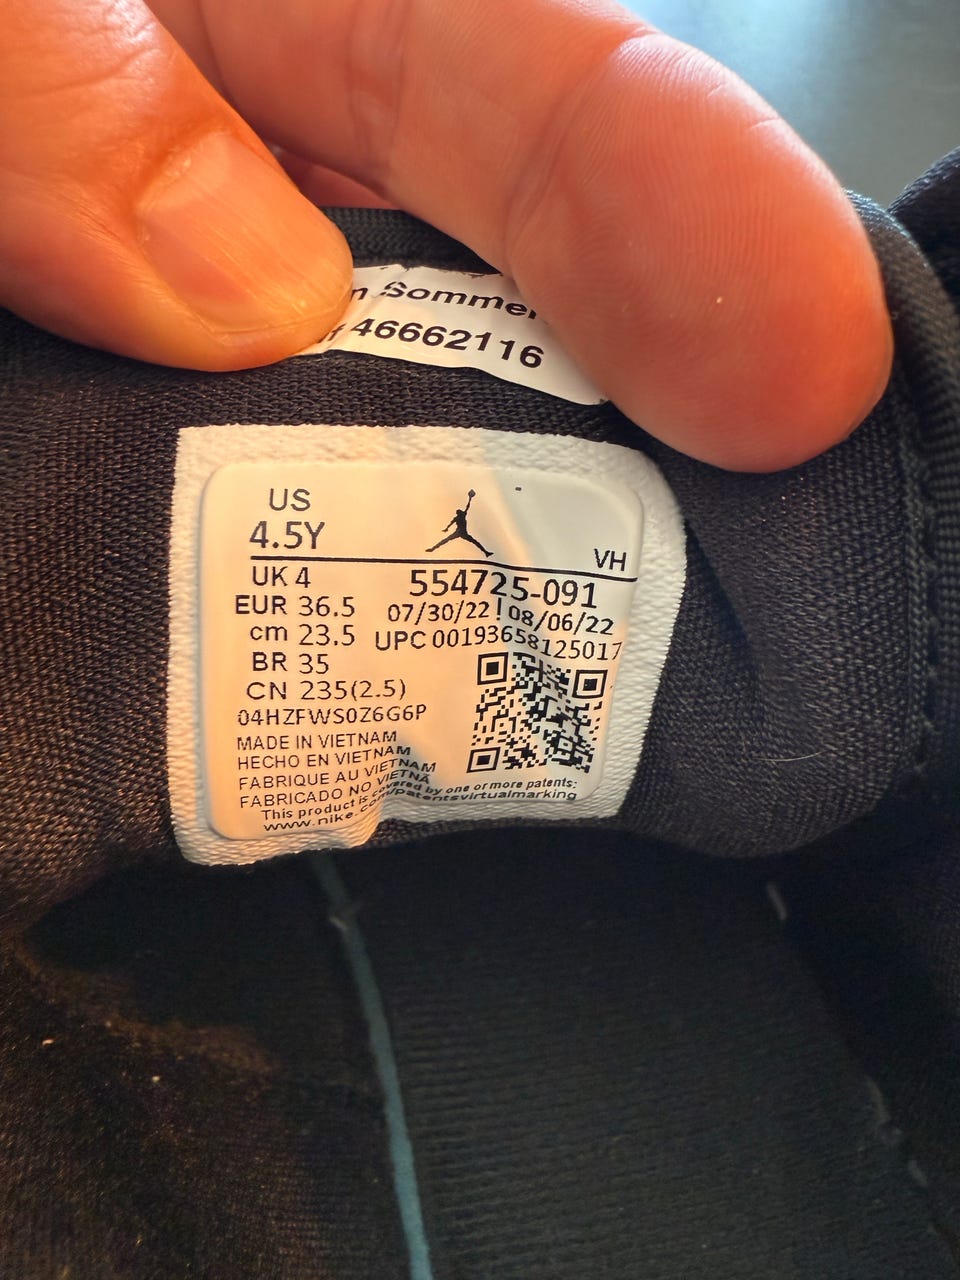 Sommer
46662116
US
4.5Y
VH
UK 4
EUR 36.5
cm 23.5
BR 35
CN 235(2.5)
554725-091
07/30/22 08/06/22
UPC 00193658125017
04HZFWS0Z6G6P
MADE IN VIETNAM
HECHO EN VIETNAM
FABRIQUE AU VIETNAM
FABRICADO NO VIETNÃ
This product is covered by one or more patents:
www.nike.com/patentsvirtualmarking